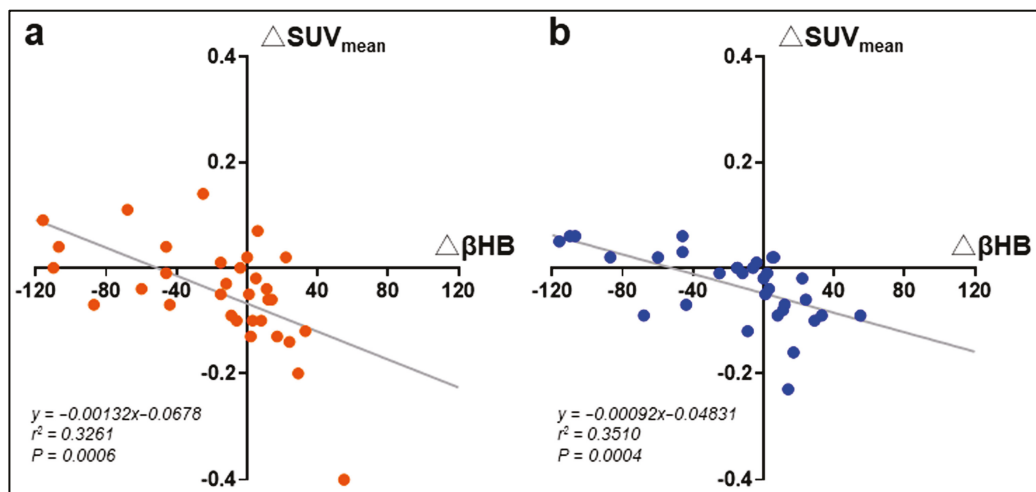 a
△SUVmean
0.4
0.2
△βHB
-120 -80 -40 0 40 80 120
-0.2
-0.4
y = −0.00132x−0.0678
r² = 0.3261
P = 0.0006
b
△SUVmean
0.4
0.2
△βHB
-120 -80 -40 0 40 80 120
-0.2
-0.4
y = −0.00092x−0.04831
r² = 0.3510
P = 0.0004